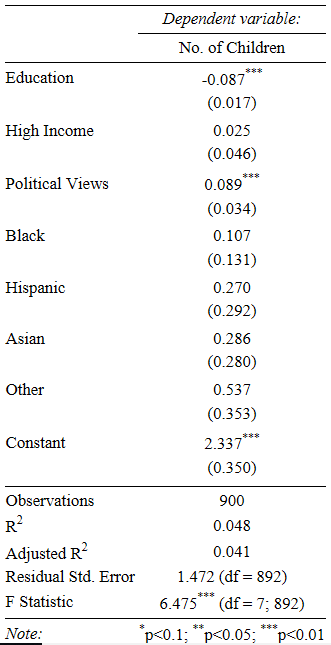 Dependent variable:
No. of Children
Education -0.087***
(0.017)
High Income 0.025
(0.046)
Political Views 0.089***
(0.034)
Black 0.107
(0.131)
Hispanic 0.270
(0.292)
Asian 0.286
(0.280)
Other 0.537
(0.353)
Constant 2.337***
(0.350)
Observations 900
R2 0.048
Adjusted R2 0.041
Residual Std. Error 1.472 (df = 892)
F Statistic 6.475*** (df = 7; 892)
Note: *p<0.1; **p<0.05; ***p<0.01